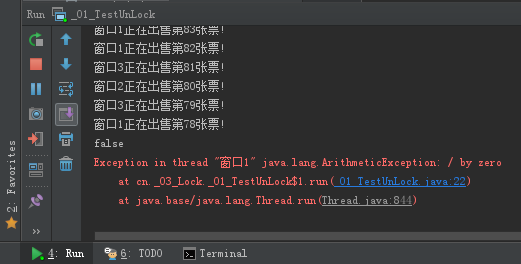 Run _01_TestUnLock
窗口1正在出售第83张票!
窗口1正在出售第82张票!
窗口3正在出售第81张票!
窗口2正在出售第80张票!
窗口3正在出售第79张票!
窗口1正在出售第78张票!
false
Exception in thread "窗口1" java.lang.ArithmeticException: / by zero
at cn._03_Lock._01_TestUnLock$1.run(_01_TestUnLock.java:22)
at java.base/java.lang.Thread.run(Thread.java:844)
2: Favorites
4: Run 6: TODO Terminal